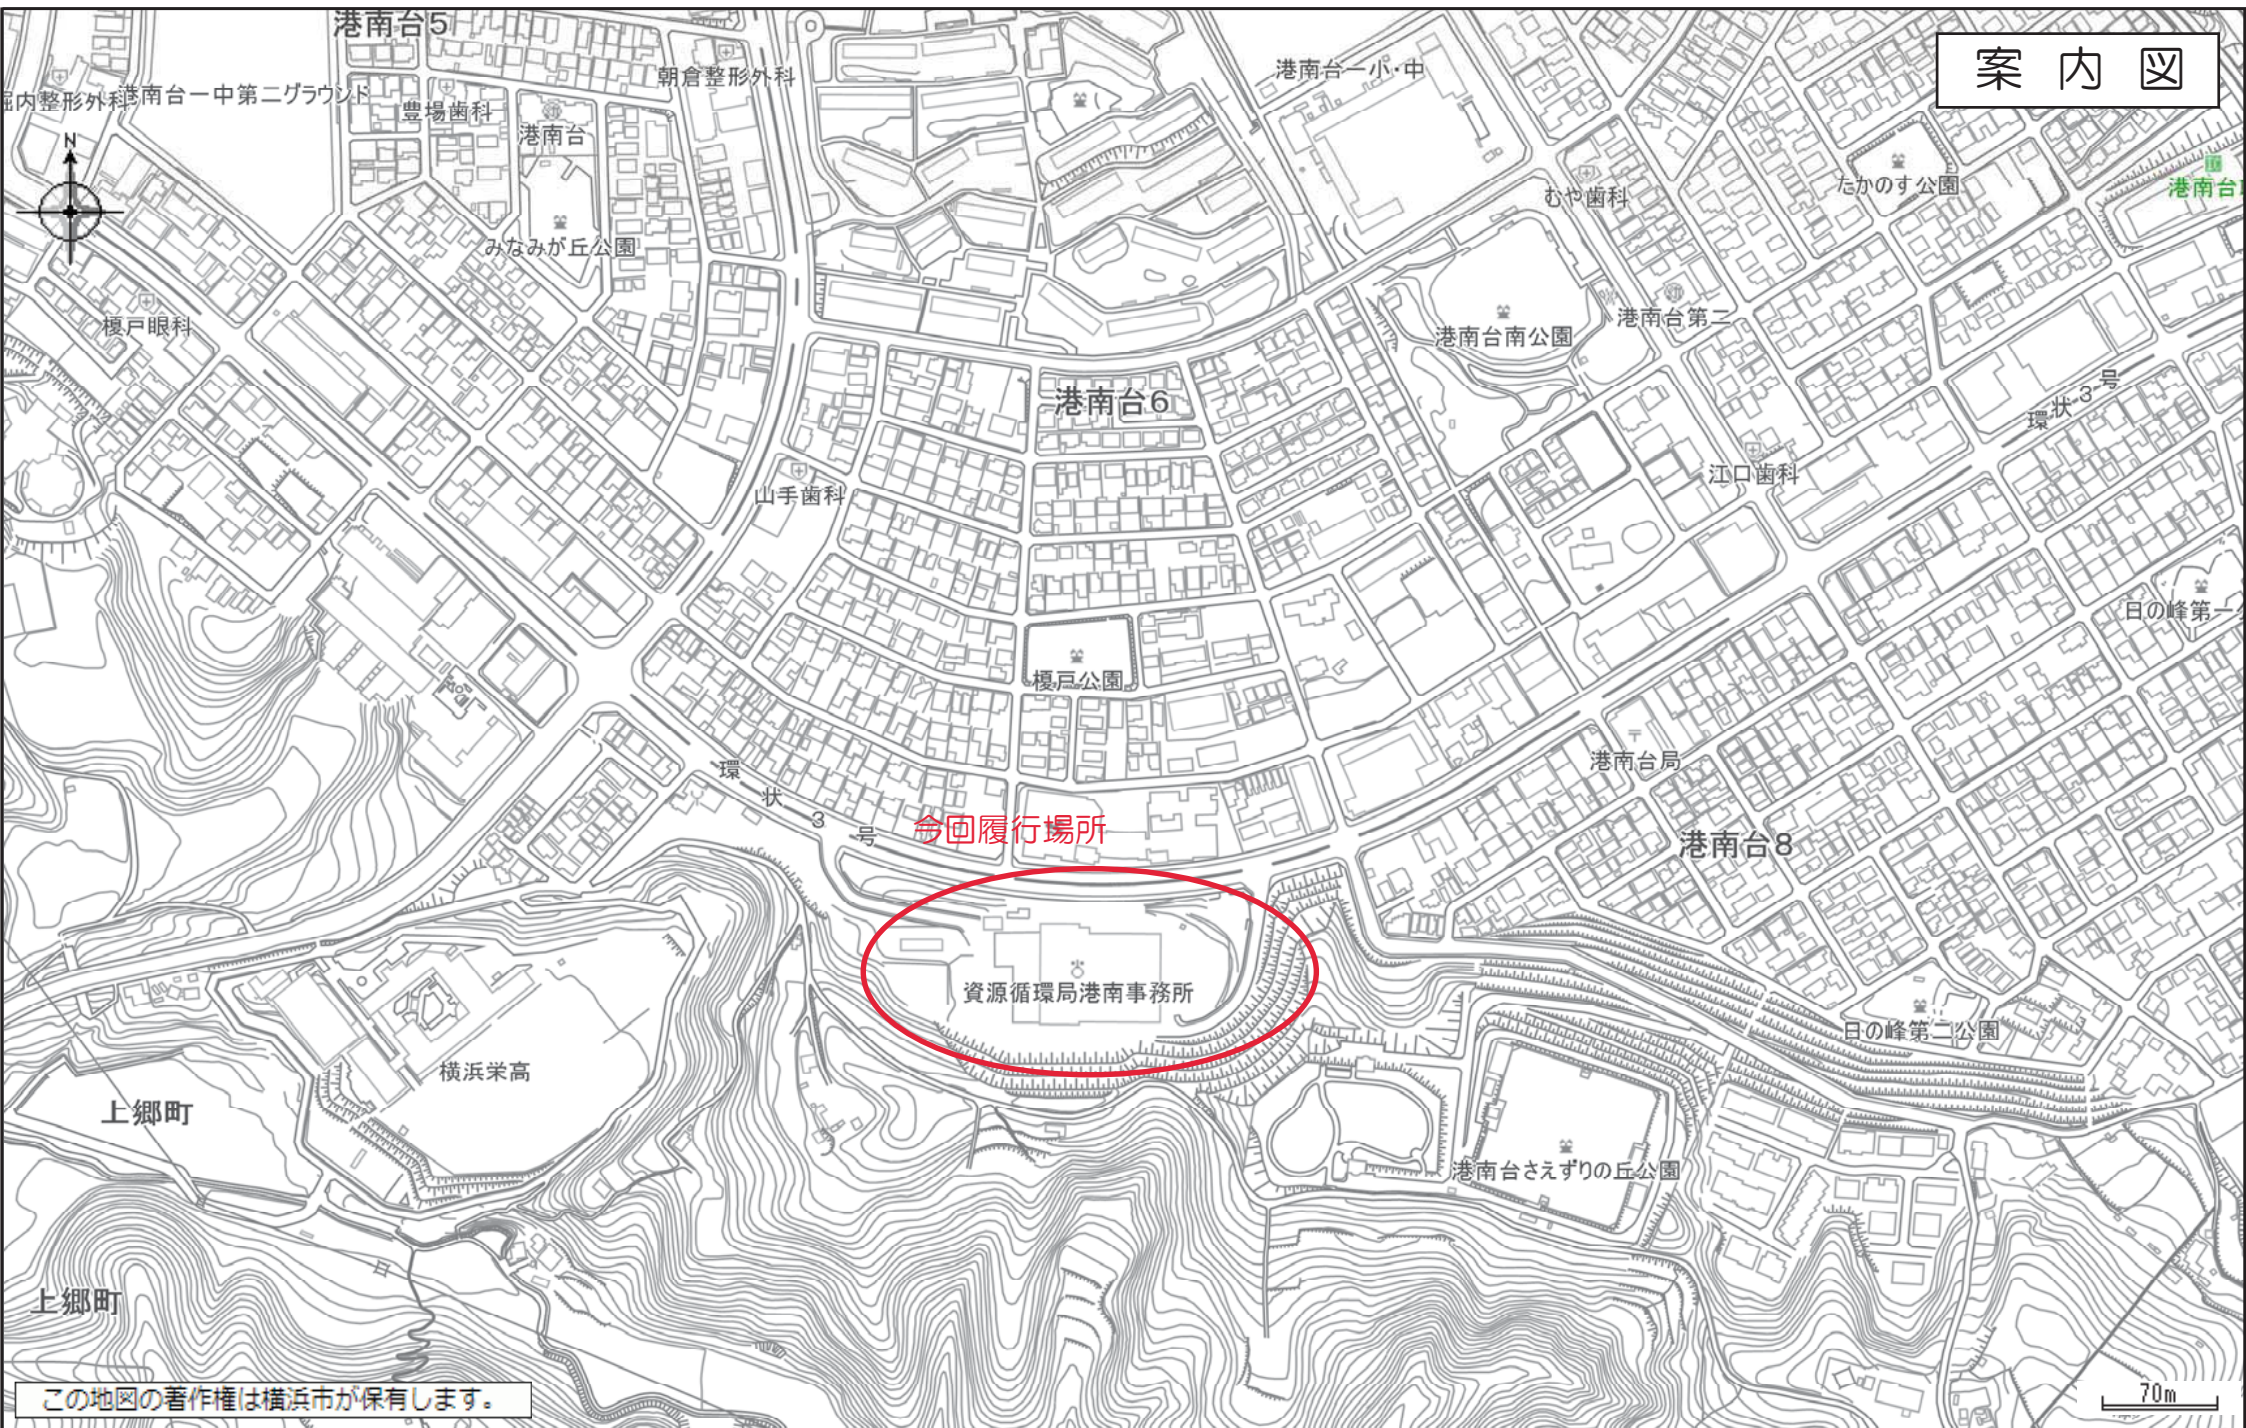 港南台5
案内図
朝倉整形外科
港南台一小・中
堀内整形外科
港南台一中第二グラウンド
豊場歯科
港南台
N
むや歯科
たかのす公園
港南台
みなみが丘公園
榎戸眼科
港南台南公園
港南台第二
港南台6
環状3号
山手歯科
江口歯科
日の峰第一
榎戸公園
港南台局
環状3号
今回履行場所
港南台8
資源循環局港南事務所
日の峰第二公園
横浜栄高
上郷町
港南台さえずりの丘公園
上郷町
この地図の著作権は横浜市が保有します。
70m